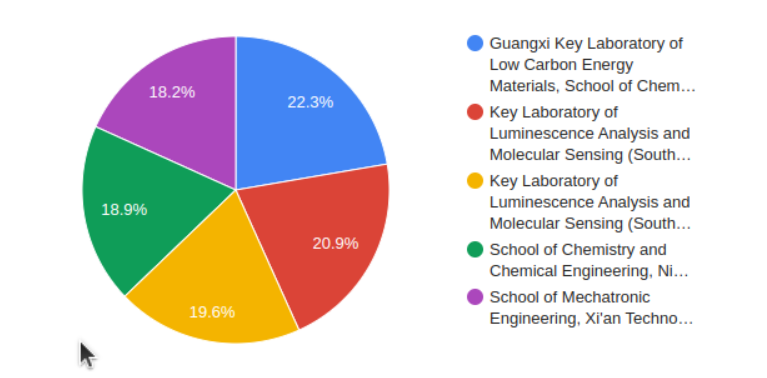 22.3%
20.9%
19.6%
18.9%
18.2%
Guangxi Key Laboratory of
Low Carbon Energy
Materials, School of Chem…
Key Laboratory of
Luminescence Analysis and
Molecular Sensing (South…
Key Laboratory of
Luminescence Analysis and
Molecular Sensing (South…
School of Chemistry and
Chemical Engineering, Ni…
School of Mechatronic
Engineering, Xi'an Techno…